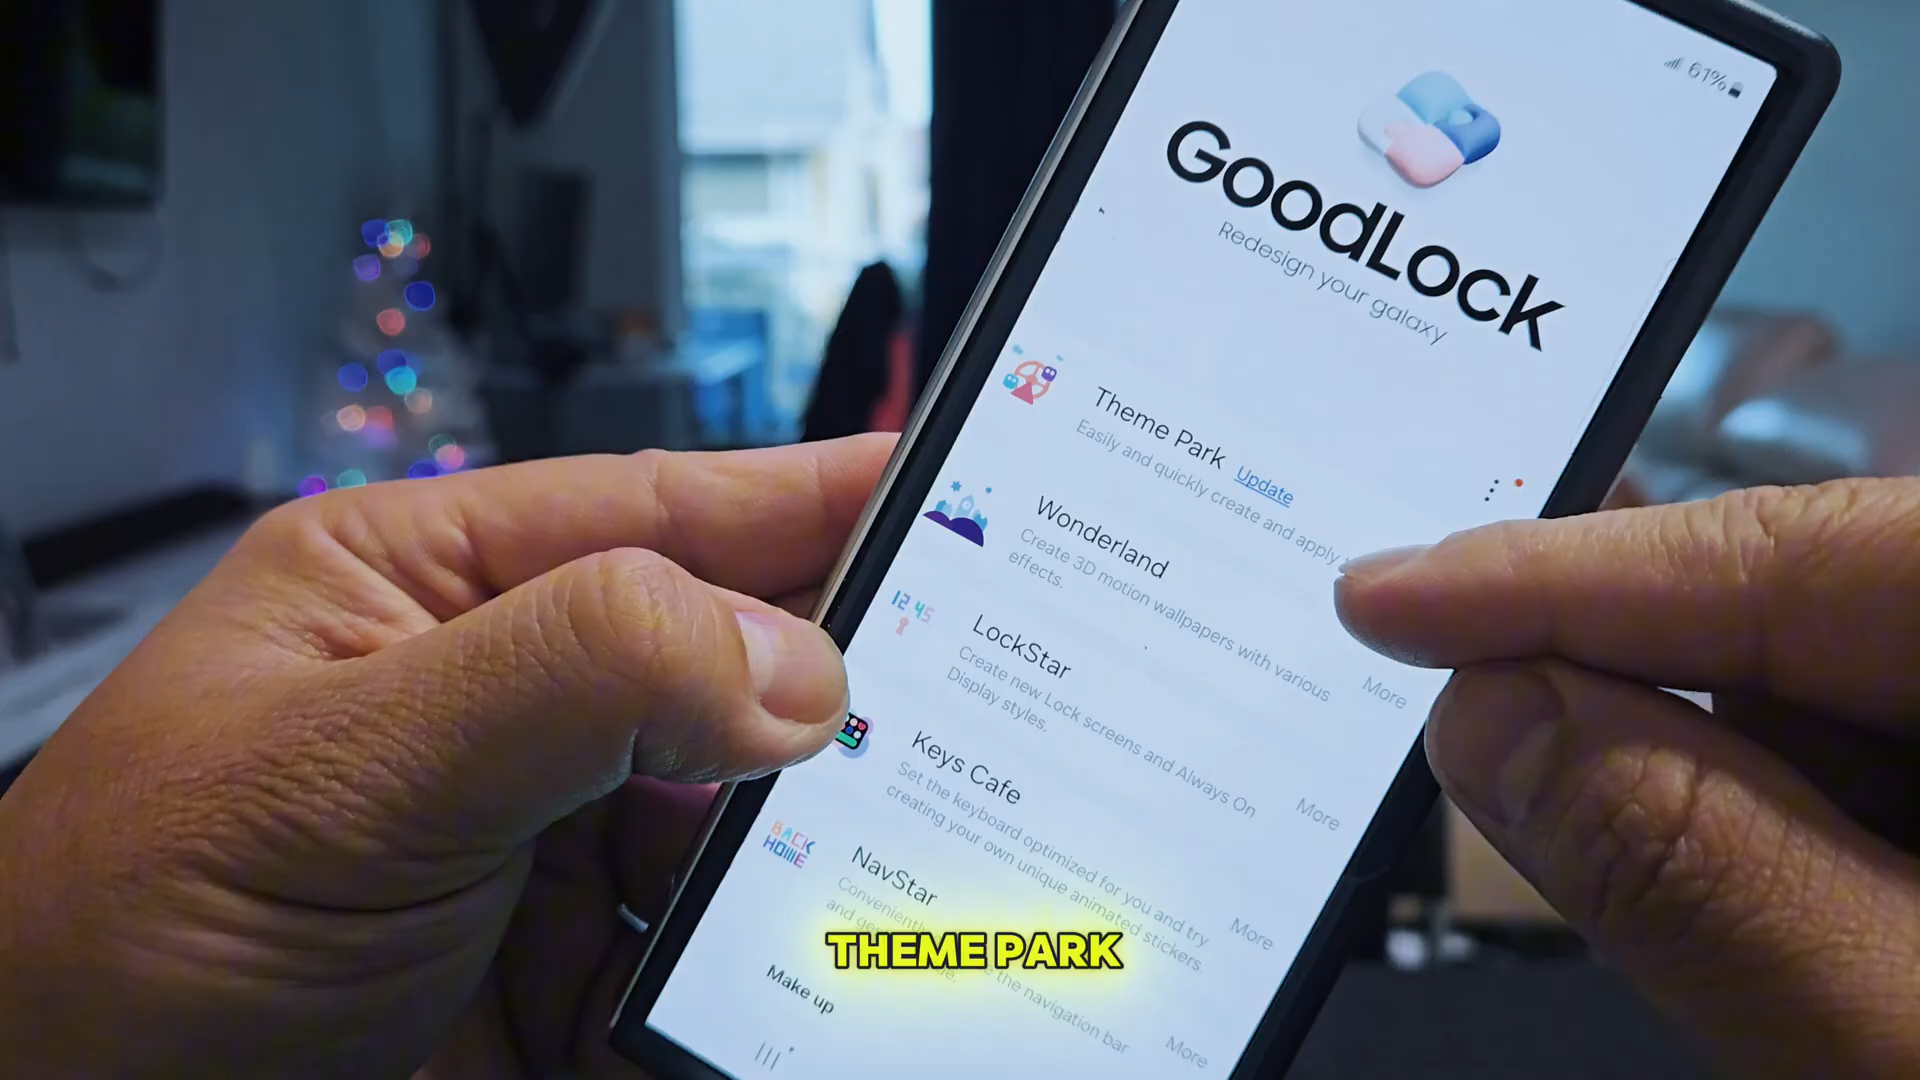 61%
GOODLOCK
Redesign your galaxy
Theme Park Update
Easily and quickly create and apply
Wonderland
Create 3D motion wallpapers with various
effects.
More
12 45
LockStar
Create new Lock screens and Always On
Display styles.
More
Keys Cafe
Set the keyboard optimized for you and try
creating your own unique animated stickers.
More
BACK
HOME
NavStar
Conveniently
the navigation bar
and
More
THEME PARK
Make up